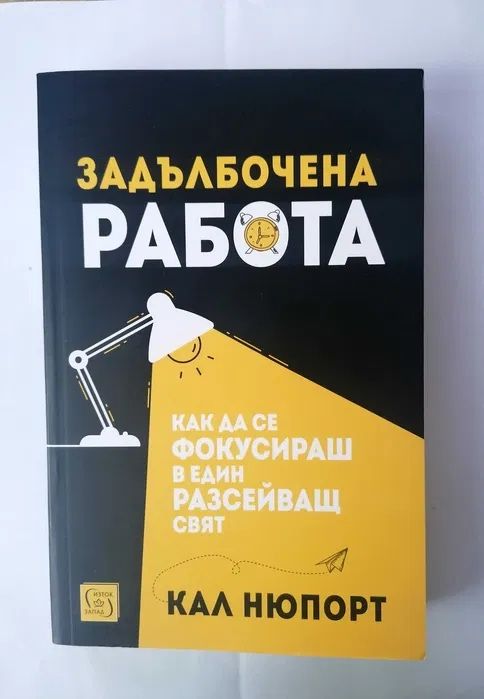 ЗАДЪЛБОЧЕНА
РАБОТА
КАК ДА СЕ
ФОКУСИРАШ
В ЕДИН
РАЗСЕЙВАЩ
СВЯТ
КАЛ НЮПОРТ
ИЗТОК
ЗАПАД